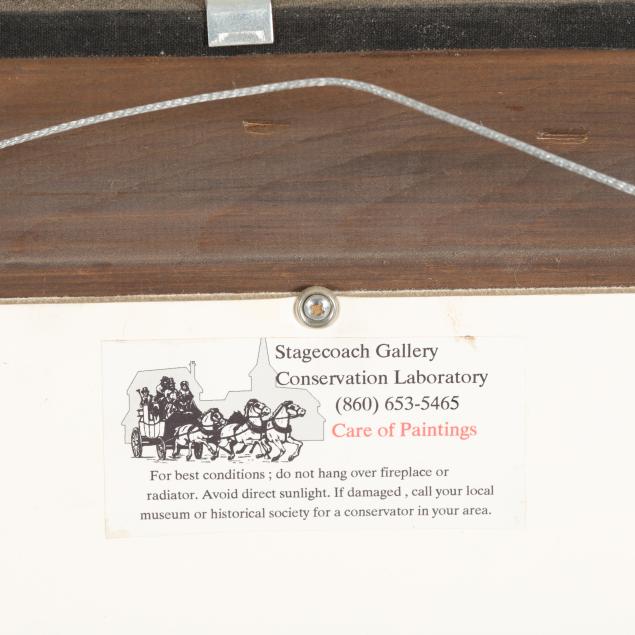 Stagecoach Gallery
Conservation Laboratory
(860) 653-5465
Care of Paintings
For best conditions ; do not hang over fireplace or
radiator. Avoid direct sunlight. If damaged , call your local
museum or historical society for a conservator in your area.